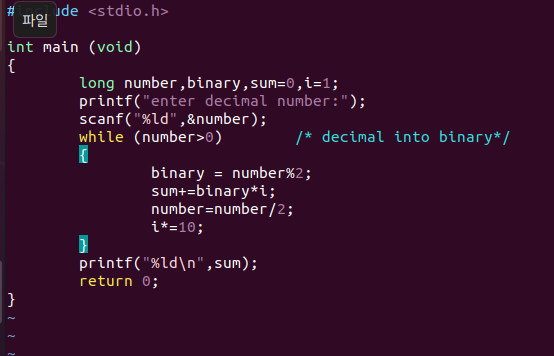 #include <stdio.h>
파일
int main (void)
{
        long number,binary,sum=0,i=1;
        printf("enter decimal number:");
        scanf("%ld",&number);
        while (number>0)        /* decimal into binary*/
        {
                binary = number%2;
                sum+=binary*i;
                number=number/2;
                i*=10;
        }
        printf("%ld\n",sum);
        return 0;
}
~
~
~